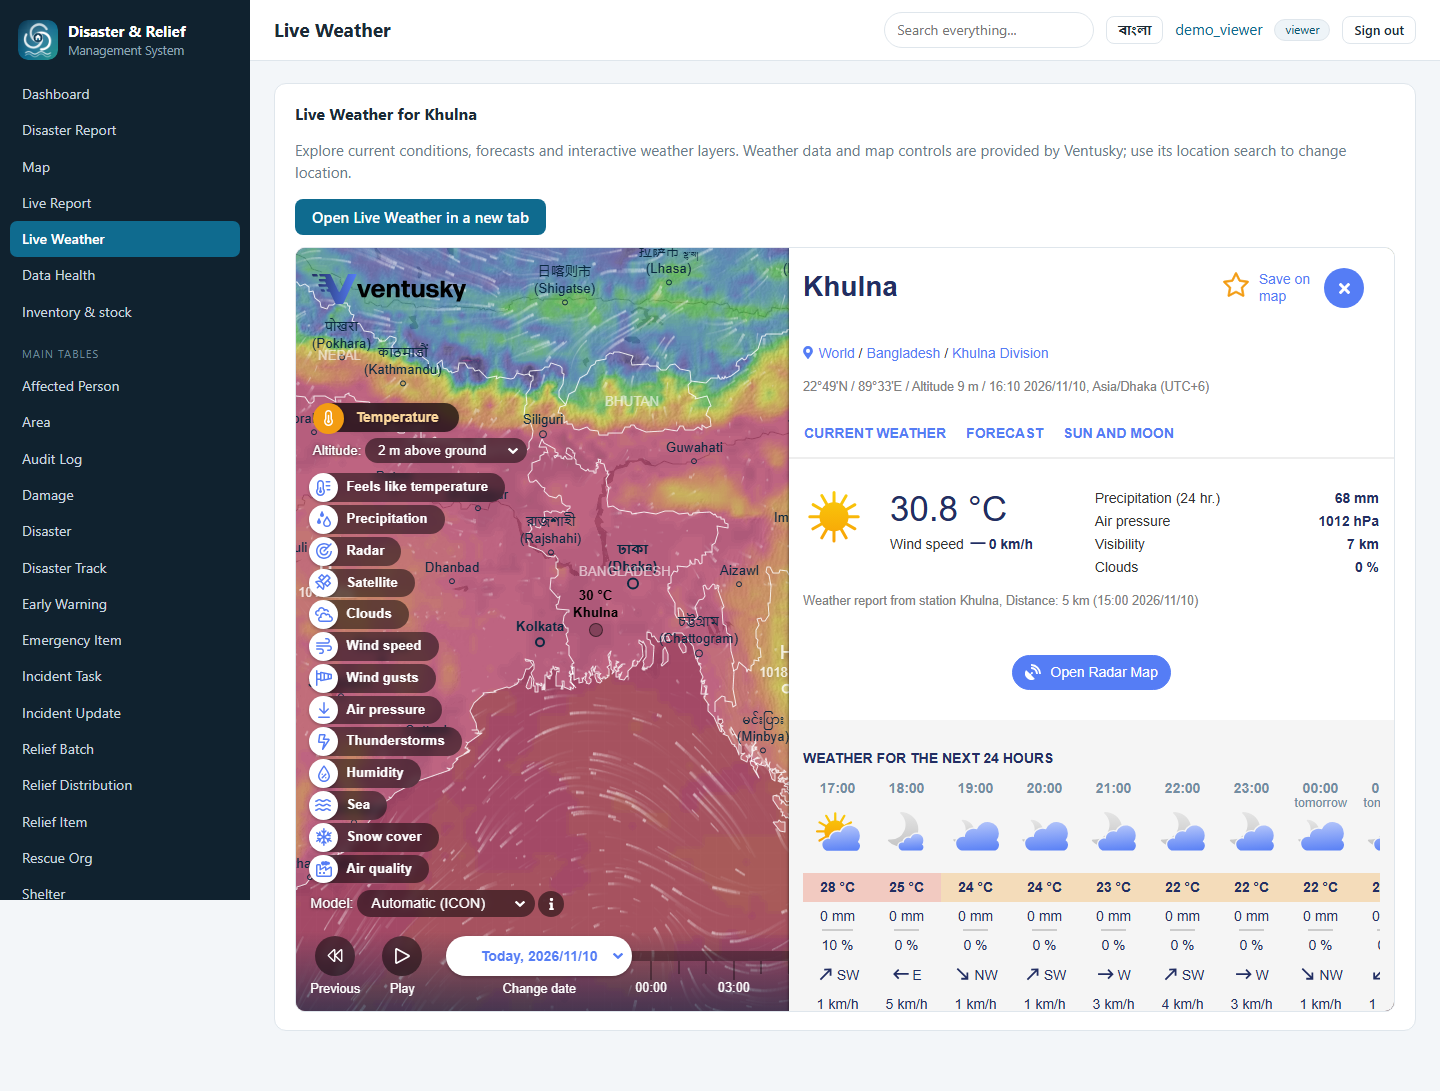 Disaster & Relief
Management System
Dashboard
Disaster Report
Map
Live Report
Live Weather
Data Health
Inventory & stock
MAIN TABLES
Affected Person
Area
Audit Log
Damage
Disaster
Disaster Track
Early Warning
Emergency Item
Incident Task
Incident Update
Relief Batch
Relief Distribution
Relief Item
Rescue Org
Shelter
Live Weather
Search everything...
বাংলা
demo_viewer
viewer
Sign out
Live Weather for Khulna
Explore current conditions, forecasts and interactive weather layers. Weather data and map controls are provided by Ventusky; use its location search to change
location.
Open Live Weather in a new tab
ventusky
日喀则市
(Shigatse)
(Lhasa)
पोखरा
(Pokhara)
NEPAL
काठमाडौं
(Kathmandu)
BHUTAN
Siliguri
Guwahati
রাজশাহী
(Rajshahi)
ঢাকা
(Dhaka)
BANGLADESH
Dhanbad
Aizawl
30 °C
Khulna
Kolkata
চট্টগ্রাম
(Chattogram)
1018
(Minbya)
Temperature
Altitude:
2 m above ground
Feels like temperature
Precipitation
Radar
Satellite
Clouds
Wind speed
Wind gusts
Air pressure
Thunderstorms
Humidity
Sea
Snow cover
Air quality
Model:
Automatic (ICON)
Previous
Play
Today, 2026/11/10
Change date
00:00
03:00
Khulna
Save on
map
World / Bangladesh / Khulna Division
22°49'N / 89°33'E / Altitude 9 m / 16:10 2026/11/10, Asia/Dhaka (UTC+6)
CURRENT WEATHER FORECAST SUN AND MOON
30.8 °C
Wind speed 0 km/h
Precipitation (24 hr.) 68 mm
Air pressure 1012 hPa
Visibility 7 km
Clouds 0 %
Weather report from station Khulna, Distance: 5 km (15:00 2026/11/10)
Open Radar Map
WEATHER FOR THE NEXT 24 HOURS
17:00 18:00 19:00 20:00 21:00 22:00 23:00 00:00
tomorrow
28 °C 25 °C 24 °C 24 °C 23 °C 22 °C 22 °C 22 °C
0 mm 0 mm 0 mm 0 mm 0 mm 0 mm 0 mm 0 mm
10 % 0 % 0 % 0 % 0 % 0 % 0 % 0 %
SW E NW SW W SW W NW
1 km/h 5 km/h 1 km/h 1 km/h 3 km/h 4 km/h 3 km/h 1 km/h